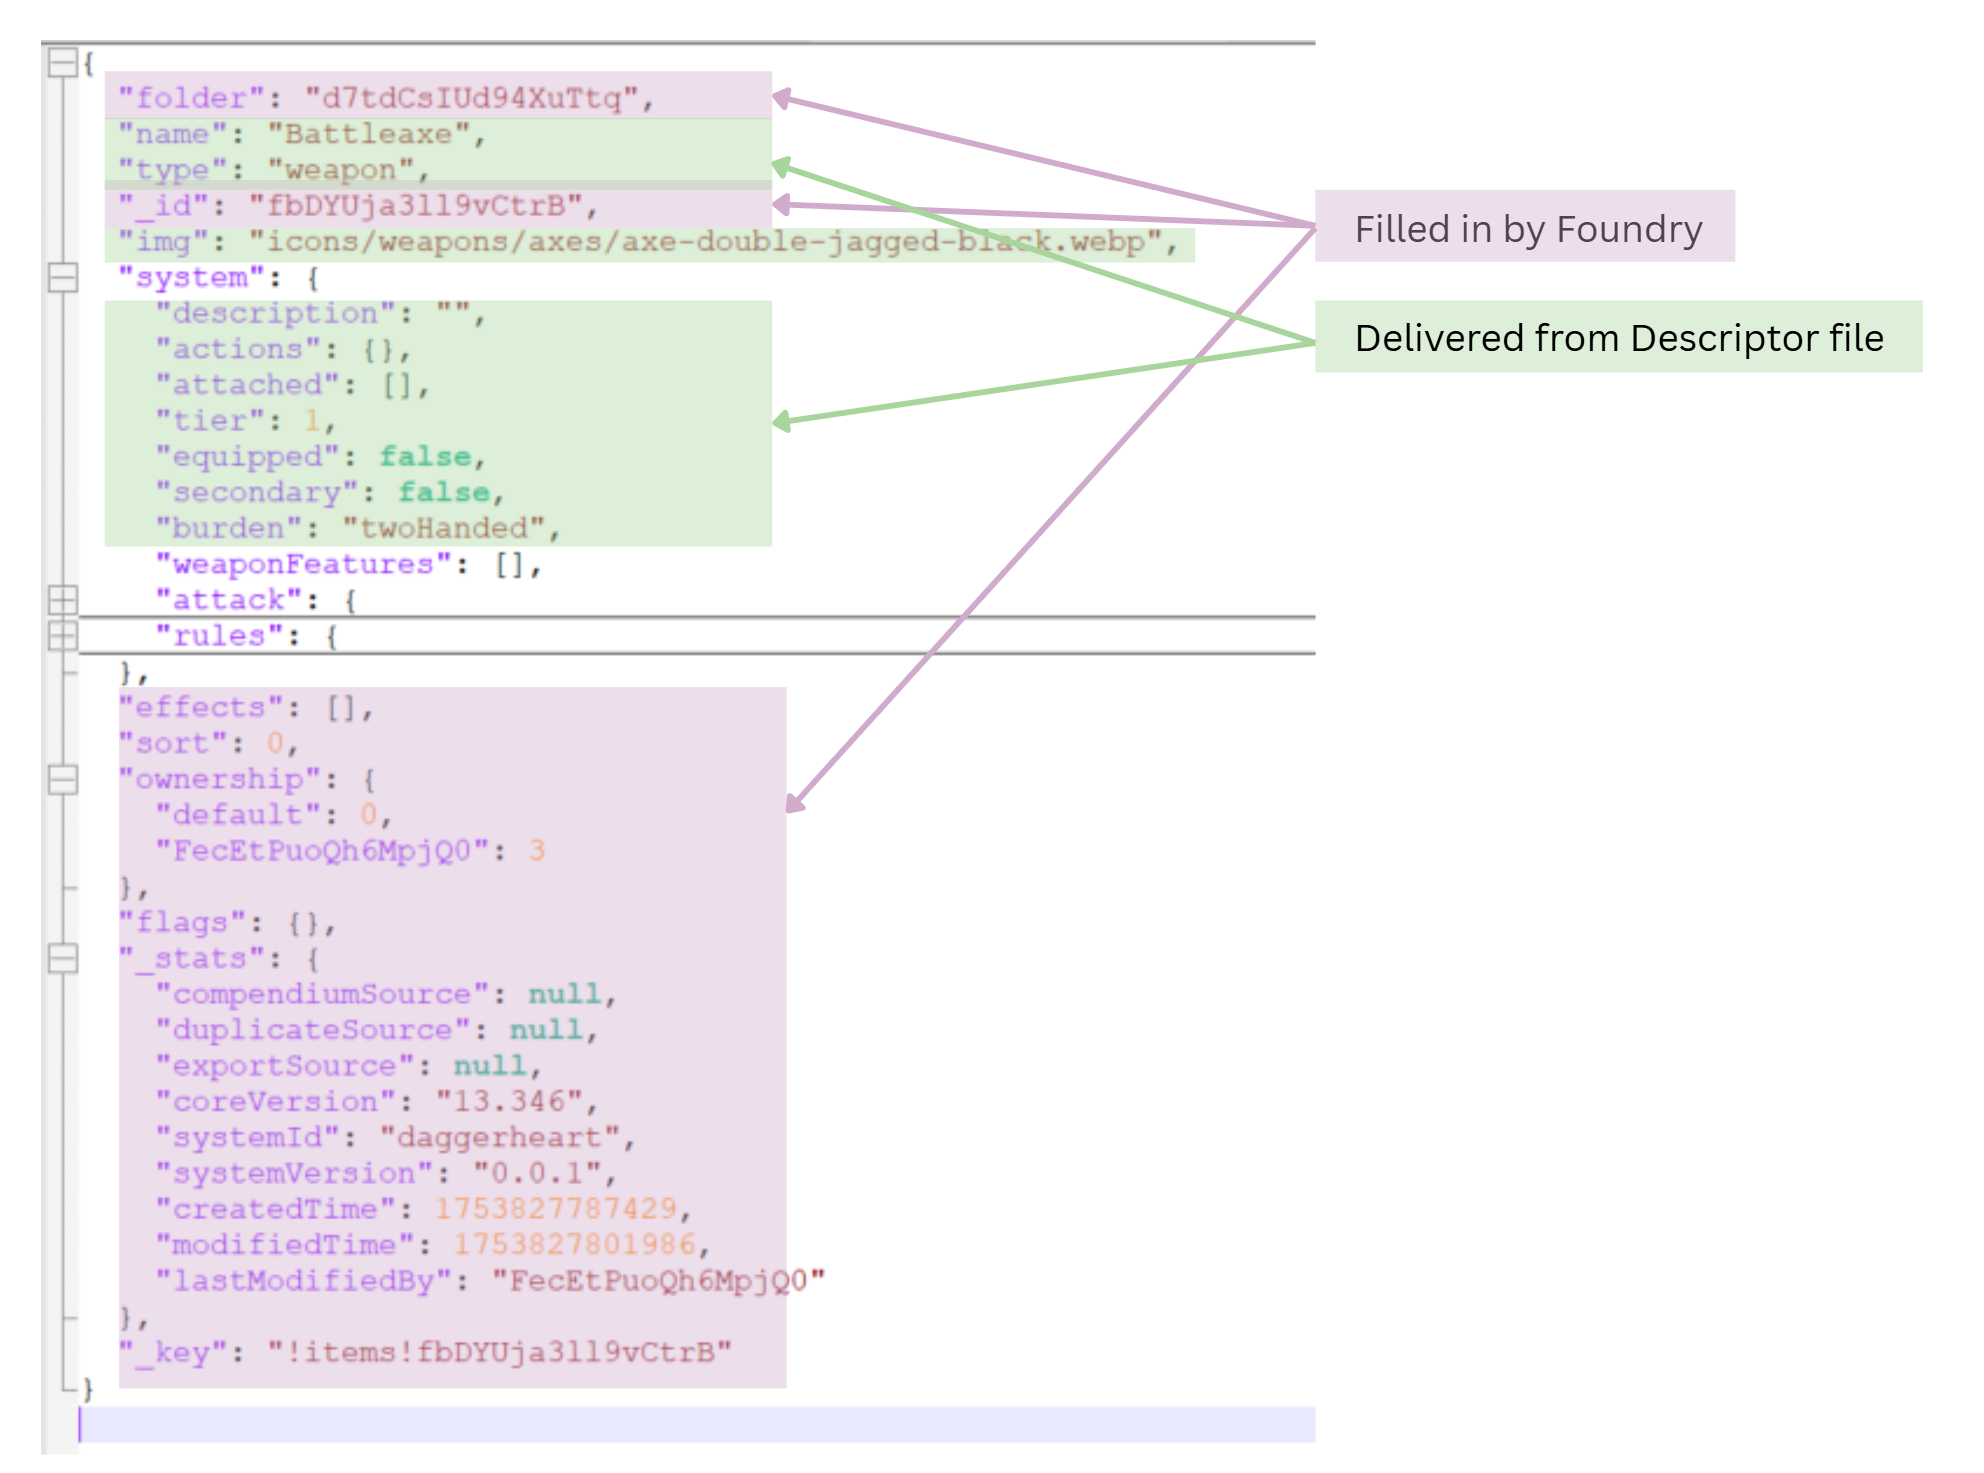 {
"folder": "d7tdCsIUd94XuTtq",
"name": "Battleaxe",
"type": "weapon",
"_id": "fbDYUja3ll9vCtrB",
"img": "icons/weapons/axes/axe-double-jagged-black.webp",
"system": {
"description": "",
"actions": {},
"attached": [],
"tier": 1,
"equipped": false,
"secondary": false,
"burden": "twoHanded",
"weaponFeatures": [],
"attack": {
"rules": {
},
"effects": [],
"sort": 0,
"ownership": {
"default": 0,
"FecEtPuoQh6MpjQ0": 3
},
"flags": {},
"_stats": {
"compendiumSource": null,
"duplicateSource": null,
"exportSource": null,
"coreVersion": "13.346",
"systemId": "daggerheart",
"systemVersion": "0.0.1",
"createdTime": 1753827787429,
"modifiedTime": 1753827801986,
"lastModifiedBy": "FecEtPuoQh6MpjQ0"
},
"_key": "!items!fbDYUja3ll9vCtrB"
}
Filled in by Foundry
Delivered from Descriptor file